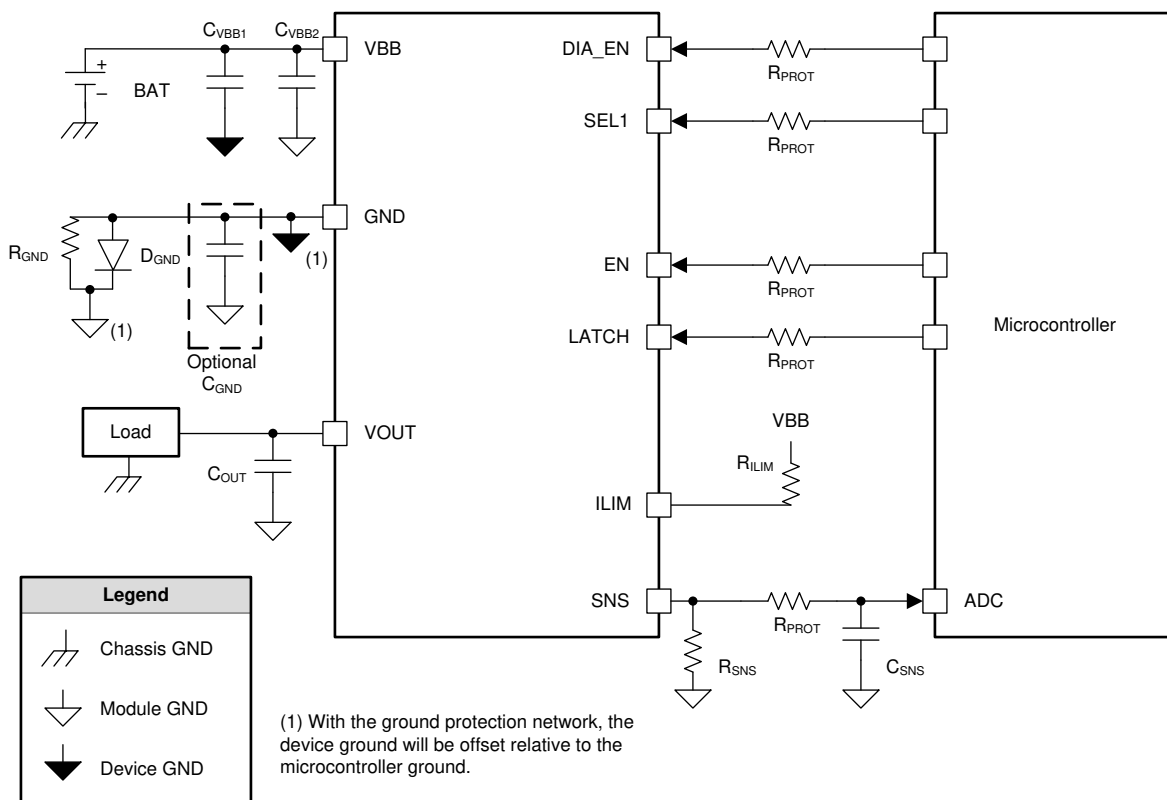 CVBB1
CVBB2
VBB
+
−
BAT
DIA_EN
RPROT
SEL1
RPROT
GND
RGND
DGND
(1)
(1)
Optional
CGND
EN
RPROT
LATCH
RPROT
Microcontroller
Load
VOUT
COUT
VBB
RILIM
ILIM
SNS
RPROT
ADC
RSNS
CSNS
Legend
Chassis GND
Module GND
Device GND
(1) With the ground protection network, the
device ground will be offset relative to the
microcontroller ground.